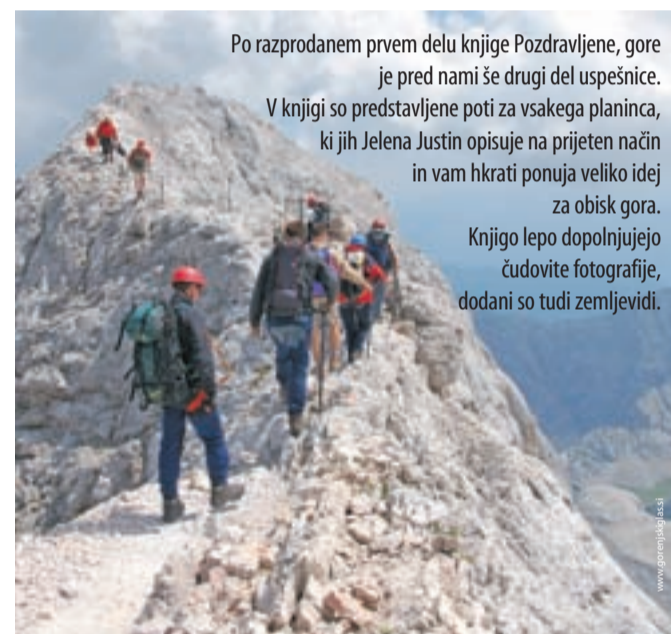 Po razprodanem prvem delu knjige Pozdravljene, gore
je pred nami še drugi del uspešnice.
V knjigi so predstavljene poti za vsakega planinca,
ki jih Jelena Justin opisuje na prijeten način
in vam hkrati ponuja veliko idej
za obisk gora.
Knjigo lepo dopolnjujejo
čudovite fotografije,
dodani so tudi zemljevidi.
www.gorenjskiglas.si